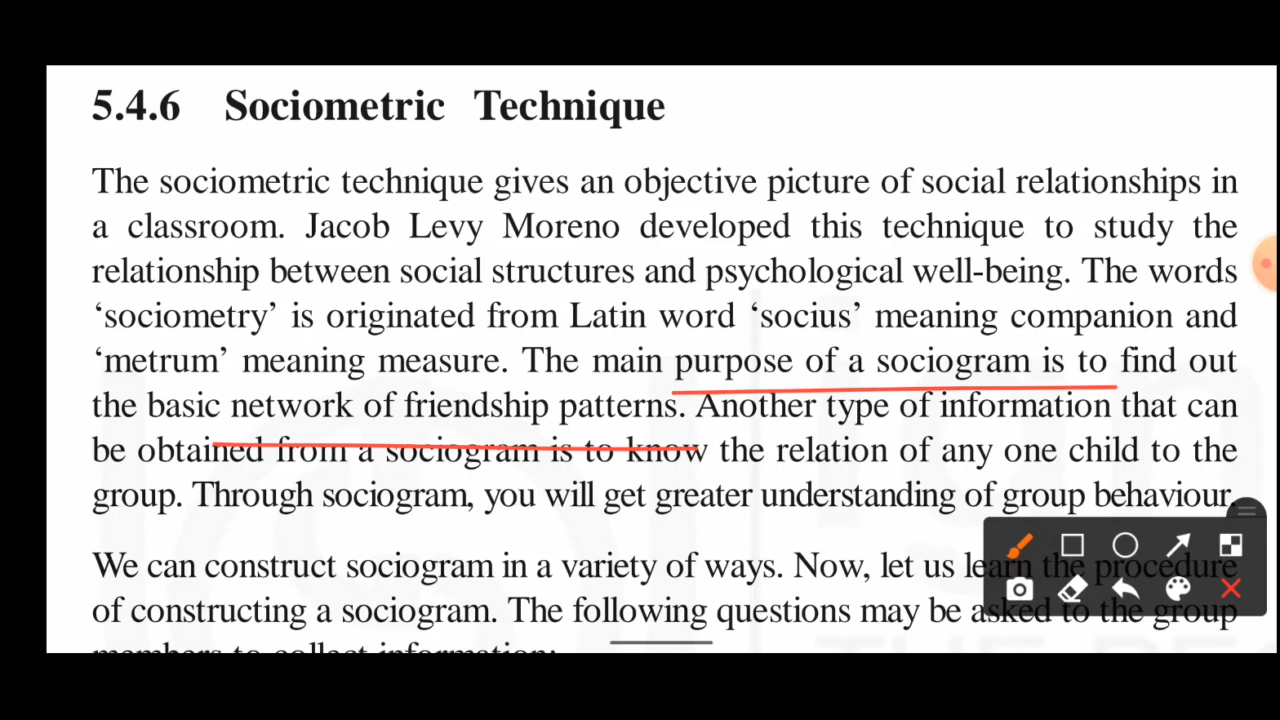 5.4.6 Sociometric Technique
The sociometric technique gives an objective picture of social relationships in
a classroom. Jacob Levy Moreno developed this technique to study the
relationship between social structures and psychological well-being. The words
‘sociometry’ is originated from Latin word ‘socius’ meaning companion and
‘metrum’ meaning measure. The main purpose of a sociogram is to find out
the basic network of friendship patterns. Another type of information that can
be obtained from a sociogram is to know the relation of any one child to the
group. Through sociogram, you will get greater understanding of group behaviour.
We can construct sociogram in a variety of ways. Now, let us learn the procedure
of constructing a sociogram. The following questions may be asked to the group
members to collect information: